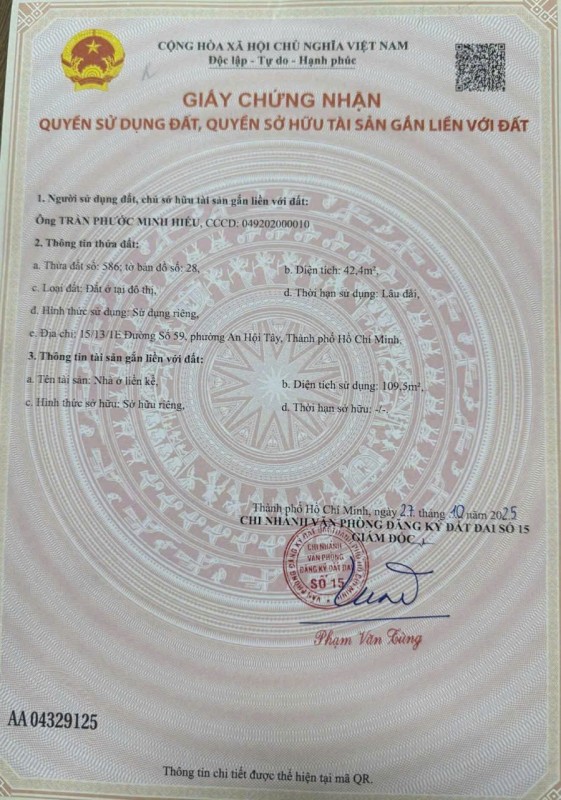 CỘNG HÒA XÃ HỘI CHỦ NGHĨA VIỆT NAM
Độc lập - Tự do - Hạnh phúc
GIẤY CHỨNG NHẬN
QUYỀN SỬ DỤNG ĐẤT, QUYỀN SỞ HỮU TÀI SẢN GẮN LIỀN VỚI ĐẤT
1. Người sử dụng đất, chủ sở hữu tài sản gắn liền với đất:
Ông TRẦN PHƯỚC MINH HIẾU, CCCD: 049202000010
2. Thông tin thửa đất:
a. Thửa đất số: 586; tờ bản đồ số: 28, b. Diện tích: 42,4m²,
c. Loại đất: Đất ở tại đô thị, d. Thời hạn sử dụng: Lâu dài,
đ. Hình thức sử dụng: Sử dụng riêng,
e. Địa chỉ: 15/13/1E Đường Số 59, phường An Hội Tây, Thành phố Hồ Chí Minh.
3. Thông tin tài sản gắn liền với đất:
a. Tên tài sản: Nhà ở liền kề, b. Diện tích sử dụng: 109,5m²,
c. Hình thức sở hữu: Sở hữu riêng, d. Thời hạn sở hữu: -/-.
Thành phố Hồ Chí Minh, ngày 27 tháng 10 năm 2025
CHI NHÁNH VĂN PHÒNG ĐĂNG KÝ ĐẤT ĐAI SỐ 15
GIÁM ĐỐC
CHI NHÁNH
VĂN PHÒNG
ĐĂNG KÝ ĐẤT ĐAI
SỐ 15
Phạm Văn Tùng
AA 04329125
Thông tin chi tiết được thể hiện tại mã QR.